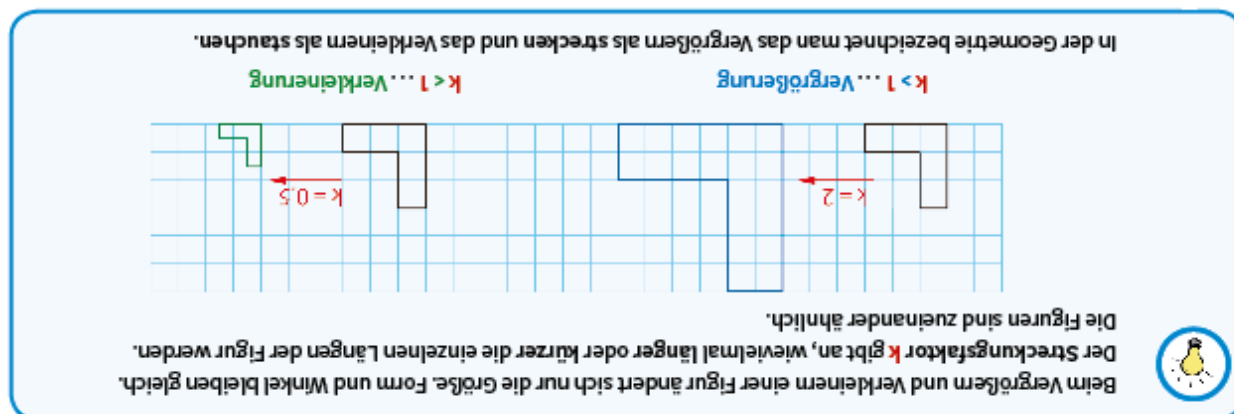 Beim Vergrößern und Verkleinern einer Figur ändert sich nur die Größe. Form und Winkel bleiben gleich.
Der Streckungsfaktor k gibt an, wievielmal länger oder kürzer die einzelnen Längen der Figur werden.
Die Figuren sind zueinander ähnlich.
k = 2
k = 0.5
k > 1 ... Vergrößerung
k < 1 ... Verkleinerung
In der Geometrie bezeichnet man das Vergrößern als strecken und das Verkleinern als stauchen.